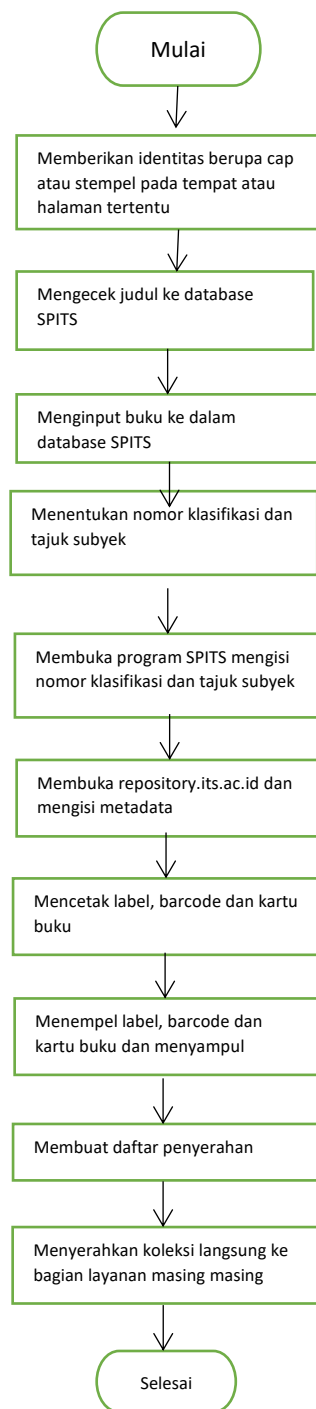 Mulai
Memberikan identitas berupa cap
atau stempel pada tempat atau
halaman tertentu
Mengecek judul ke database
SPITS
Menginput buku ke dalam
database SPITS
Menentukan nomor klasifikasi dan
tajuk subyek
Membuka program SPITS mengisi
nomor klasifikasi dan tajuk subyek
Membuka repository.its.ac.id dan
mengisi metadata
Mencetak label, barcode dan kartu
buku
Menempel label, barcode dan
kartu buku dan menyampul
Membuat daftar penyerahan
Menyerahkan koleksi langsung ke
bagian layanan masing masing
Selesai